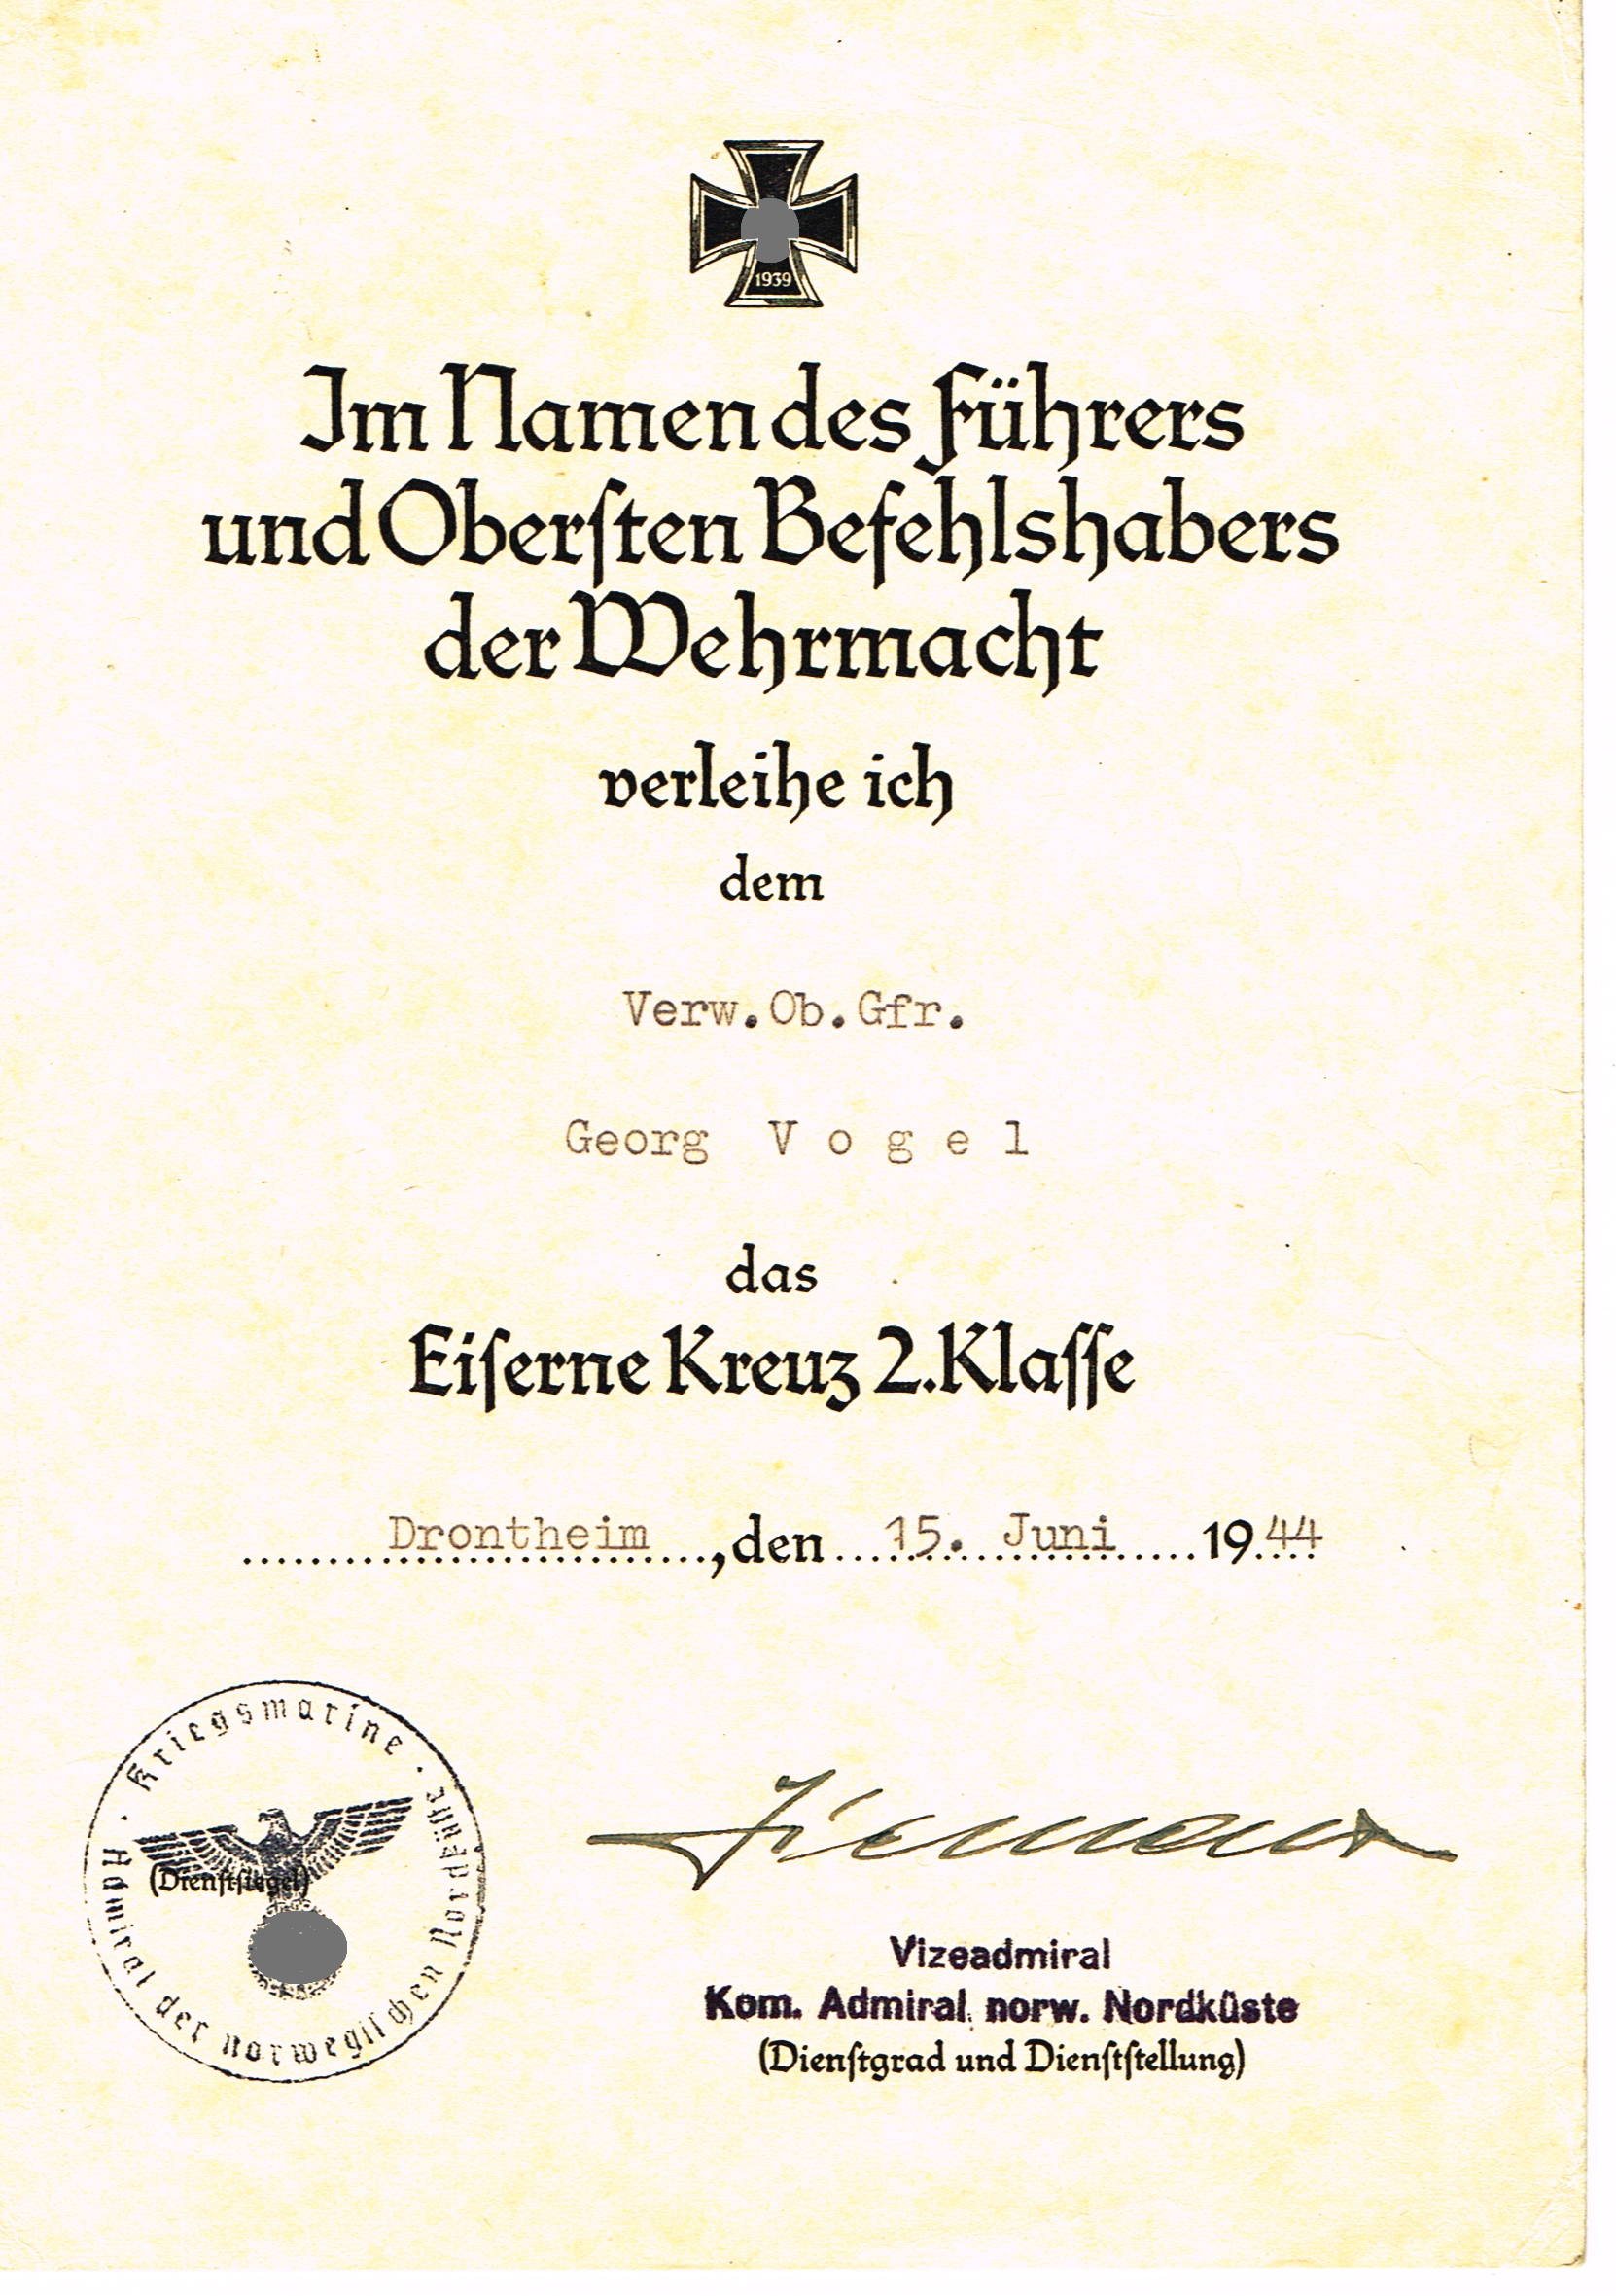 1939
Im Namen des Führers
und Oberſten Befehlshabers
der Wehrmacht
verleihe ich
dem
Verw.Ob.Gfr.
Georg V o g e l
das
Eiſerne Kreuz 2.Klaſſe
Drontheim, den 15. Juni 1944
· Kriegsmarine ·
Admiral der norwegiſchen Nordküſte
(Dienſtſiegel)
Vizeadmiral
Kom. Admiral norw. Nordküste
(Dienſtgrad und Dienſtſtellung)